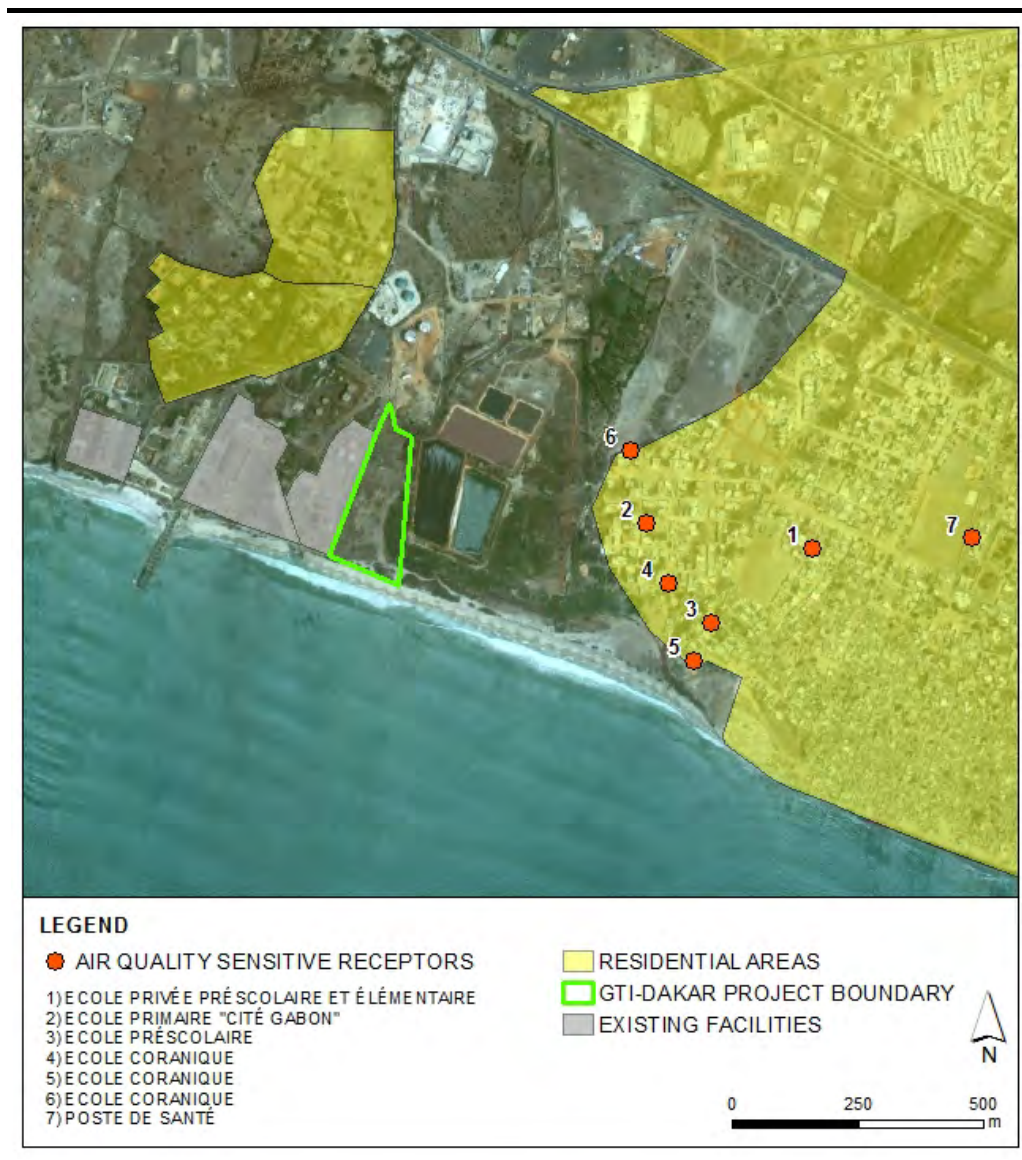 6
2
1
7
4
3
5
LEGEND
AIR QUALITY SENSITIVE RECEPTORS
1) ECOLE PRIVÉE PRÉSCOLAIRE ET ÉLÉMENTAIRE
2) ECOLE PRIMAIRE "CITÉ GABON"
3) ECOLE PRÉSCOLAIRE
4) ECOLE CORANIQUE
5) ECOLE CORANIQUE
6) ECOLE CORANIQUE
7) POSTE DE SANTÉ
RESIDENTIAL AREAS
GTI-DAKAR PROJECT BOUNDARY
EXISTING FACILITIES
N
0 250 500
m